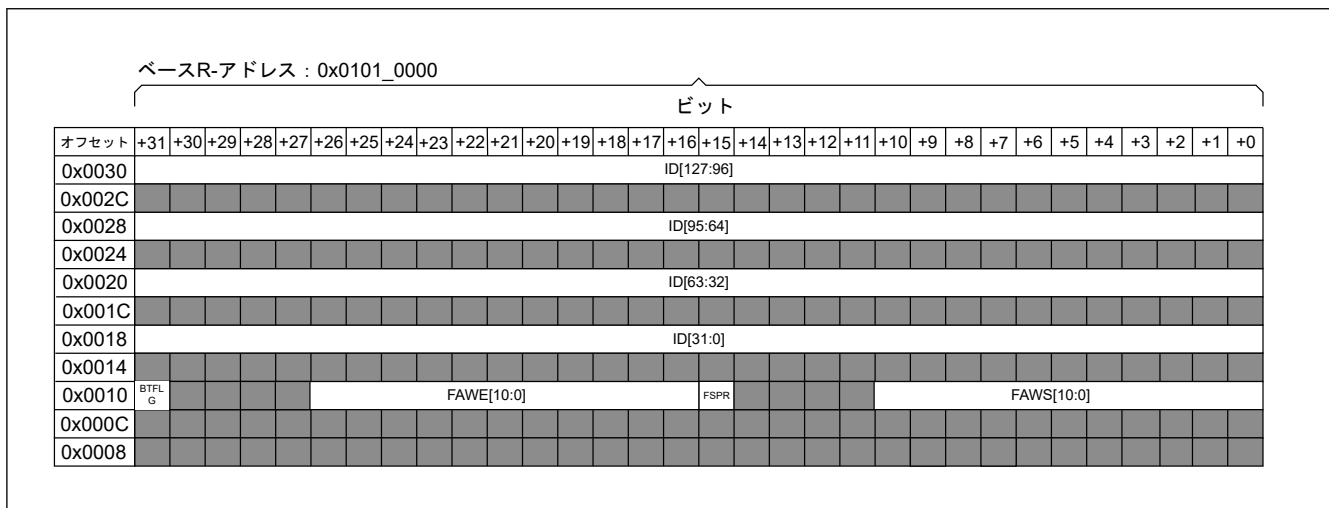 ベースR-アドレス：0x0101_0000
ビット
オフセット +31 +30 +29 +28 +27 +26 +25 +24 +23 +22 +21 +20 +19 +18 +17 +16 +15 +14 +13 +12 +11 +10 +9 +8 +7 +6 +5 +4 +3 +2 +1 +0
0x0030 ID[127:96]
0x002C
0x0028 ID[95:64]
0x0024
0x0020 ID[63:32]
0x001C
0x0018 ID[31:0]
0x0014
0x0010 BTFLG FAWE[10:0] FSPR FAWS[10:0]
0x000C
0x0008